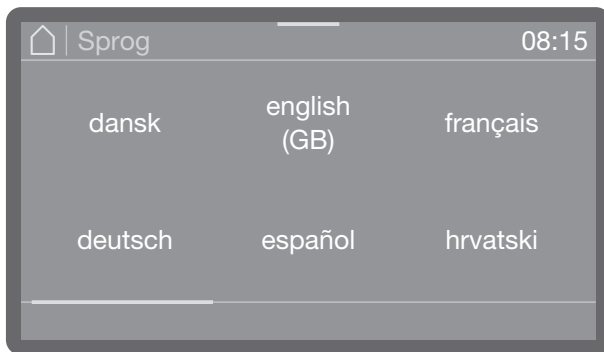 Sprog
08:15
dansk
english
(GB)
français
deutsch
español
hrvatski